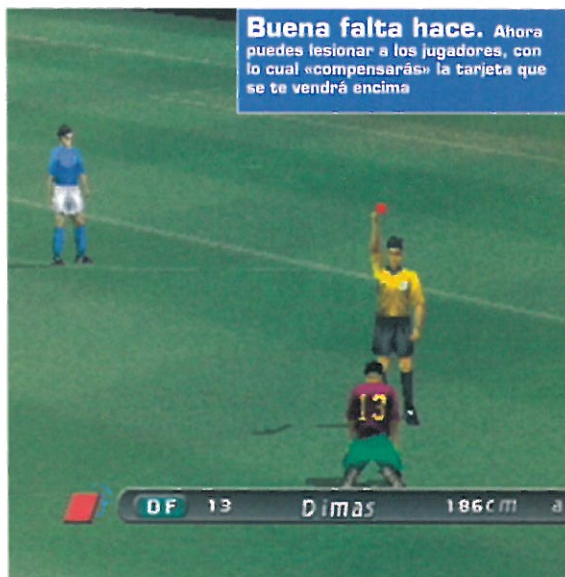 Buena falta hace. Ahora
puedes lesionar a los jugadores, con
lo cual «compensarás» la tarjeta que
se te vendrá encima
13
DF 13 Dimas 186cm a